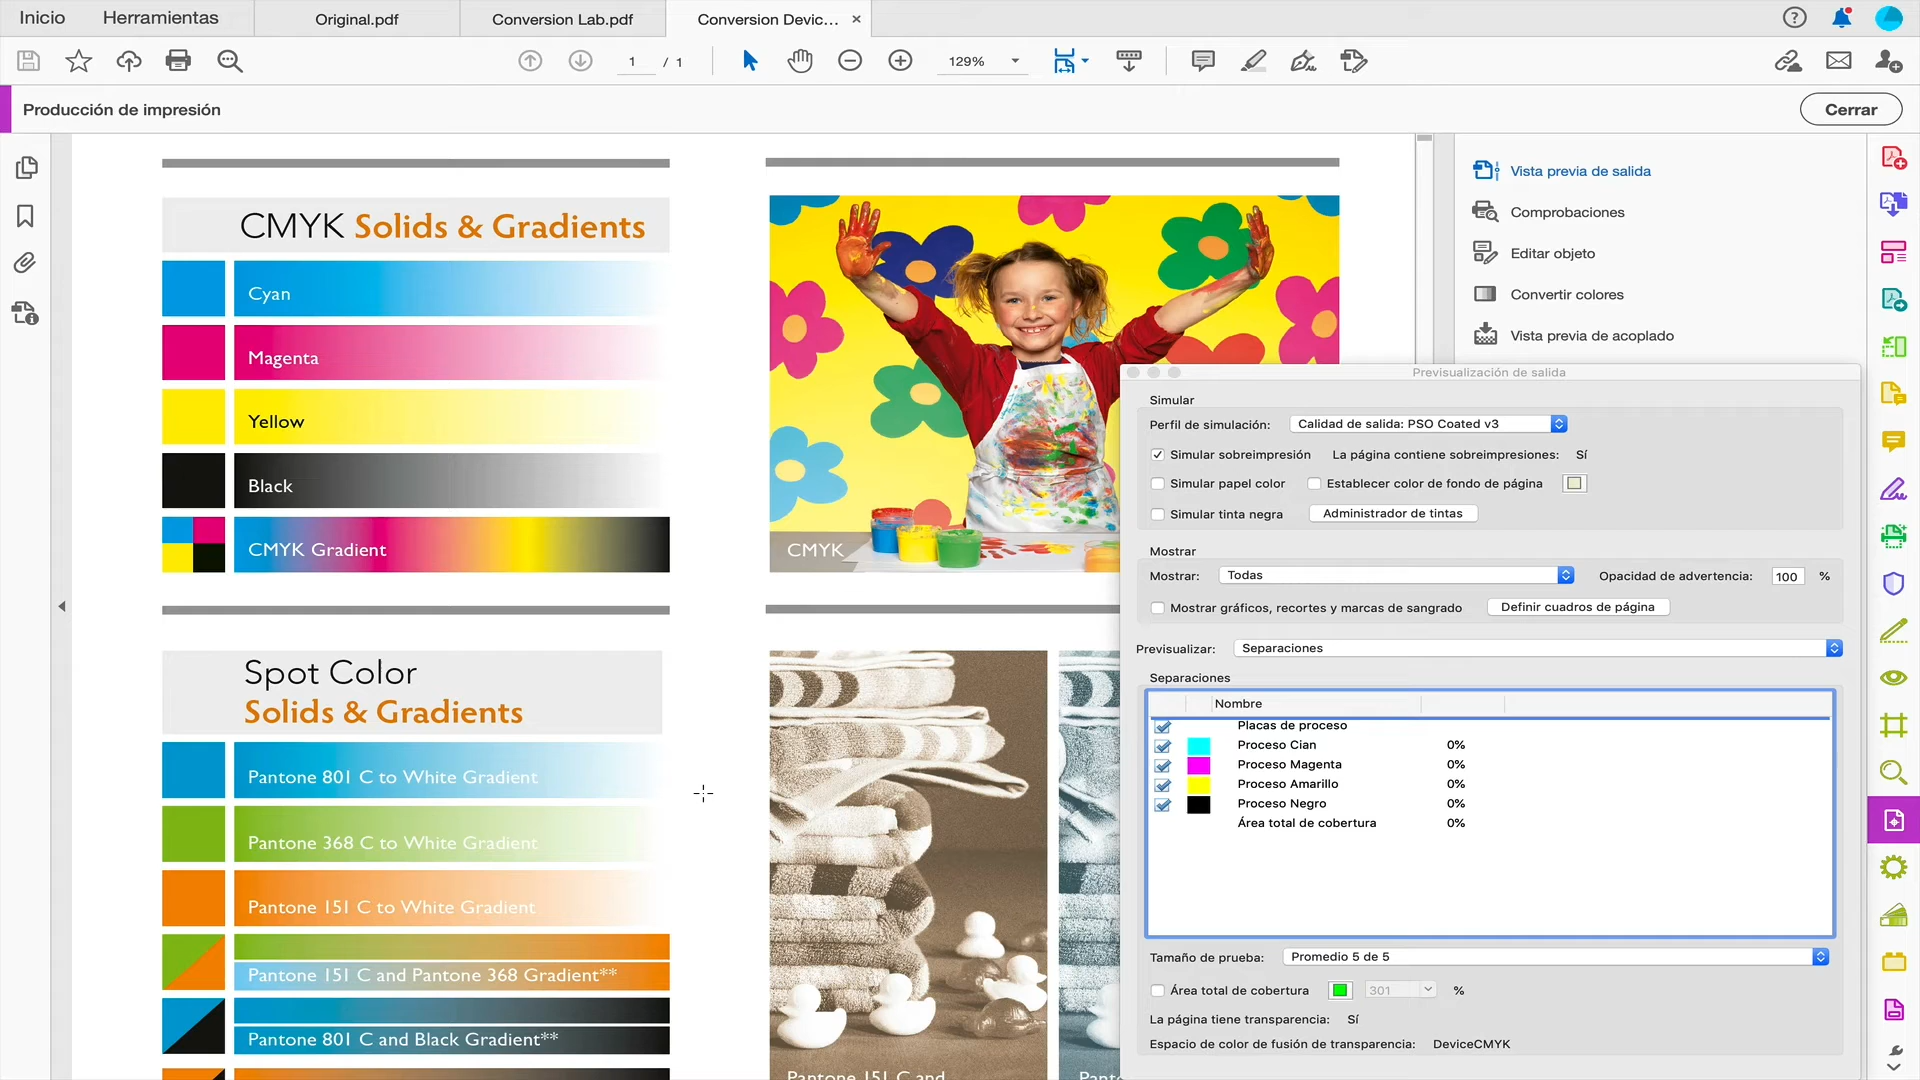 Inicio
Herramientas
Original.pdf
Conversion Lab.pdf
Conversion Devic...
1 / 1
129%
Producción de impresión
Cerrar
CMYK Solids & Gradients
Cyan
Magenta
Yellow
Black
CMYK Gradient
CMYK
Spot Color
Solids & Gradients
Pantone 801 C to White Gradient
Pantone 368 C to White Gradient
Pantone 151 C to White Gradient
Pantone 151 C and Pantone 368 Gradient**
Pantone 801 C and Black Gradient**
Pantone 151 C and
Vista previa de salida
Comprobaciones
Editar objeto
Convertir colores
Vista previa de acoplado
Previsualización de salida
Simular
Perfil de simulación: Calidad de salida: PSO Coated v3
Simular sobreimpresión La página contiene sobreimpresiones: Sí
Simular papel color Establecer color de fondo de página
Simular tinta negra Administrador de tintas
Mostrar
Mostrar: Todas Opacidad de advertencia: 100 %
Mostrar gráficos, recortes y marcas de sangrado Definir cuadros de página
Previsualizar: Separaciones
Separaciones
Nombre
Placas de proceso
Proceso Cian 0%
Proceso Magenta 0%
Proceso Amarillo 0%
Proceso Negro 0%
Área total de cobertura 0%
Tamaño de prueba: Promedio 5 de 5
Área total de cobertura 301 %
La página tiene transparencia: Sí
Espacio de color de fusión de transparencia: DeviceCMYK